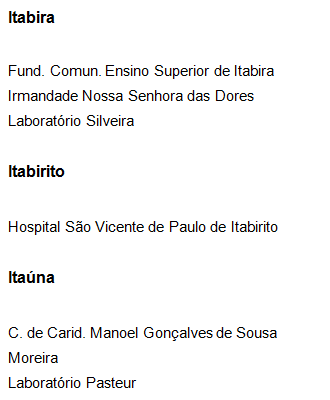 Itabira
Fund. Comun. Ensino Superior de Itabira
Irmandade Nossa Senhora das Dores
Laboratório Silveira
Itabirito
Hospital São Vicente de Paulo de Itabirito
Itaúna
C. de Carid. Manoel Gonçalves de Sousa
Moreira
Laboratório Pasteur